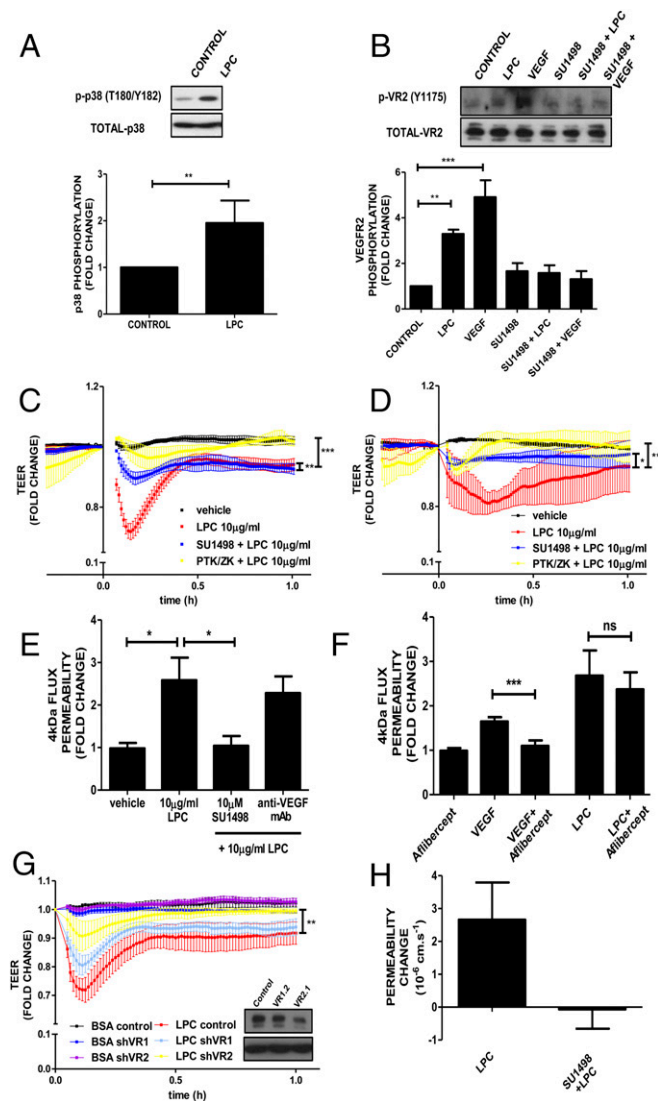 A
CONTROL
LPC
p-p38 (T180/Y182)
TOTAL-p38
**
3
2
1
0
p38 PHOSPHORYLATION
(FOLD CHANGE)
CONTROL
LPC
B
CONTROL
LPC
VEGF
SU1498
SU1498 + LPC
SU1498 +
VEGF
p-VR2 (Y1175)
TOTAL-VR2
***
**
8
6
4
2
0
VEGFR2
PHOSPHORYLATION
(FOLD CHANGE)
CONTROL
LPC
VEGF
SU1498
SU1498 + LPC
SU1498 + VEGF
C
1.2
0.8
0.1
TEER
(FOLD CHANGE)
***
**
vehicle
LPC 10µg/ml
SU1498 + LPC 10µg/ml
PTK/ZK + LPC 10µg/ml
0.0
0.5
1.0
time (h)
D
1.2
0.8
0.1
TEER
(FOLD CHANGE)
*
**
vehicle
LPC 10µg/ml
SU1498 + LPC 10µg/ml
PTK/ZK + LPC 10µg/ml
0.0
0.5
1.0
time (h)
E
4kDa FLUX
PERMEABILITY
(FOLD CHANGE)
4
3
2
1
0
*
*
vehicle
10µg/ml
LPC
10µM
SU1498
anti-VEGF
mAb
+ 10µg/ml LPC
F
4kDa FLUX
PERMEABILITY
(FOLD CHANGE)
4
3
2
1
0
***
ns
Aflibercept
VEGF
VEGF+
Aflibercept
LPC
LPC+
Aflibercept
G
1.1
1.0
0.9
0.8
0.7
0.1
0.0
TEER
(FOLD CHANGE)
**
Control
VR1.2
VR2.1
BSA control
BSA shVR1
BSA shVR2
LPC control
LPC shVR1
LPC shVR2
0.0
0.5
1.0
time (h)
H
PERMEABILITY
CHANGE
(10⁻⁶ cm.s⁻¹)
4
3
2
1
0
-1
LPC
SU1498
+LPC